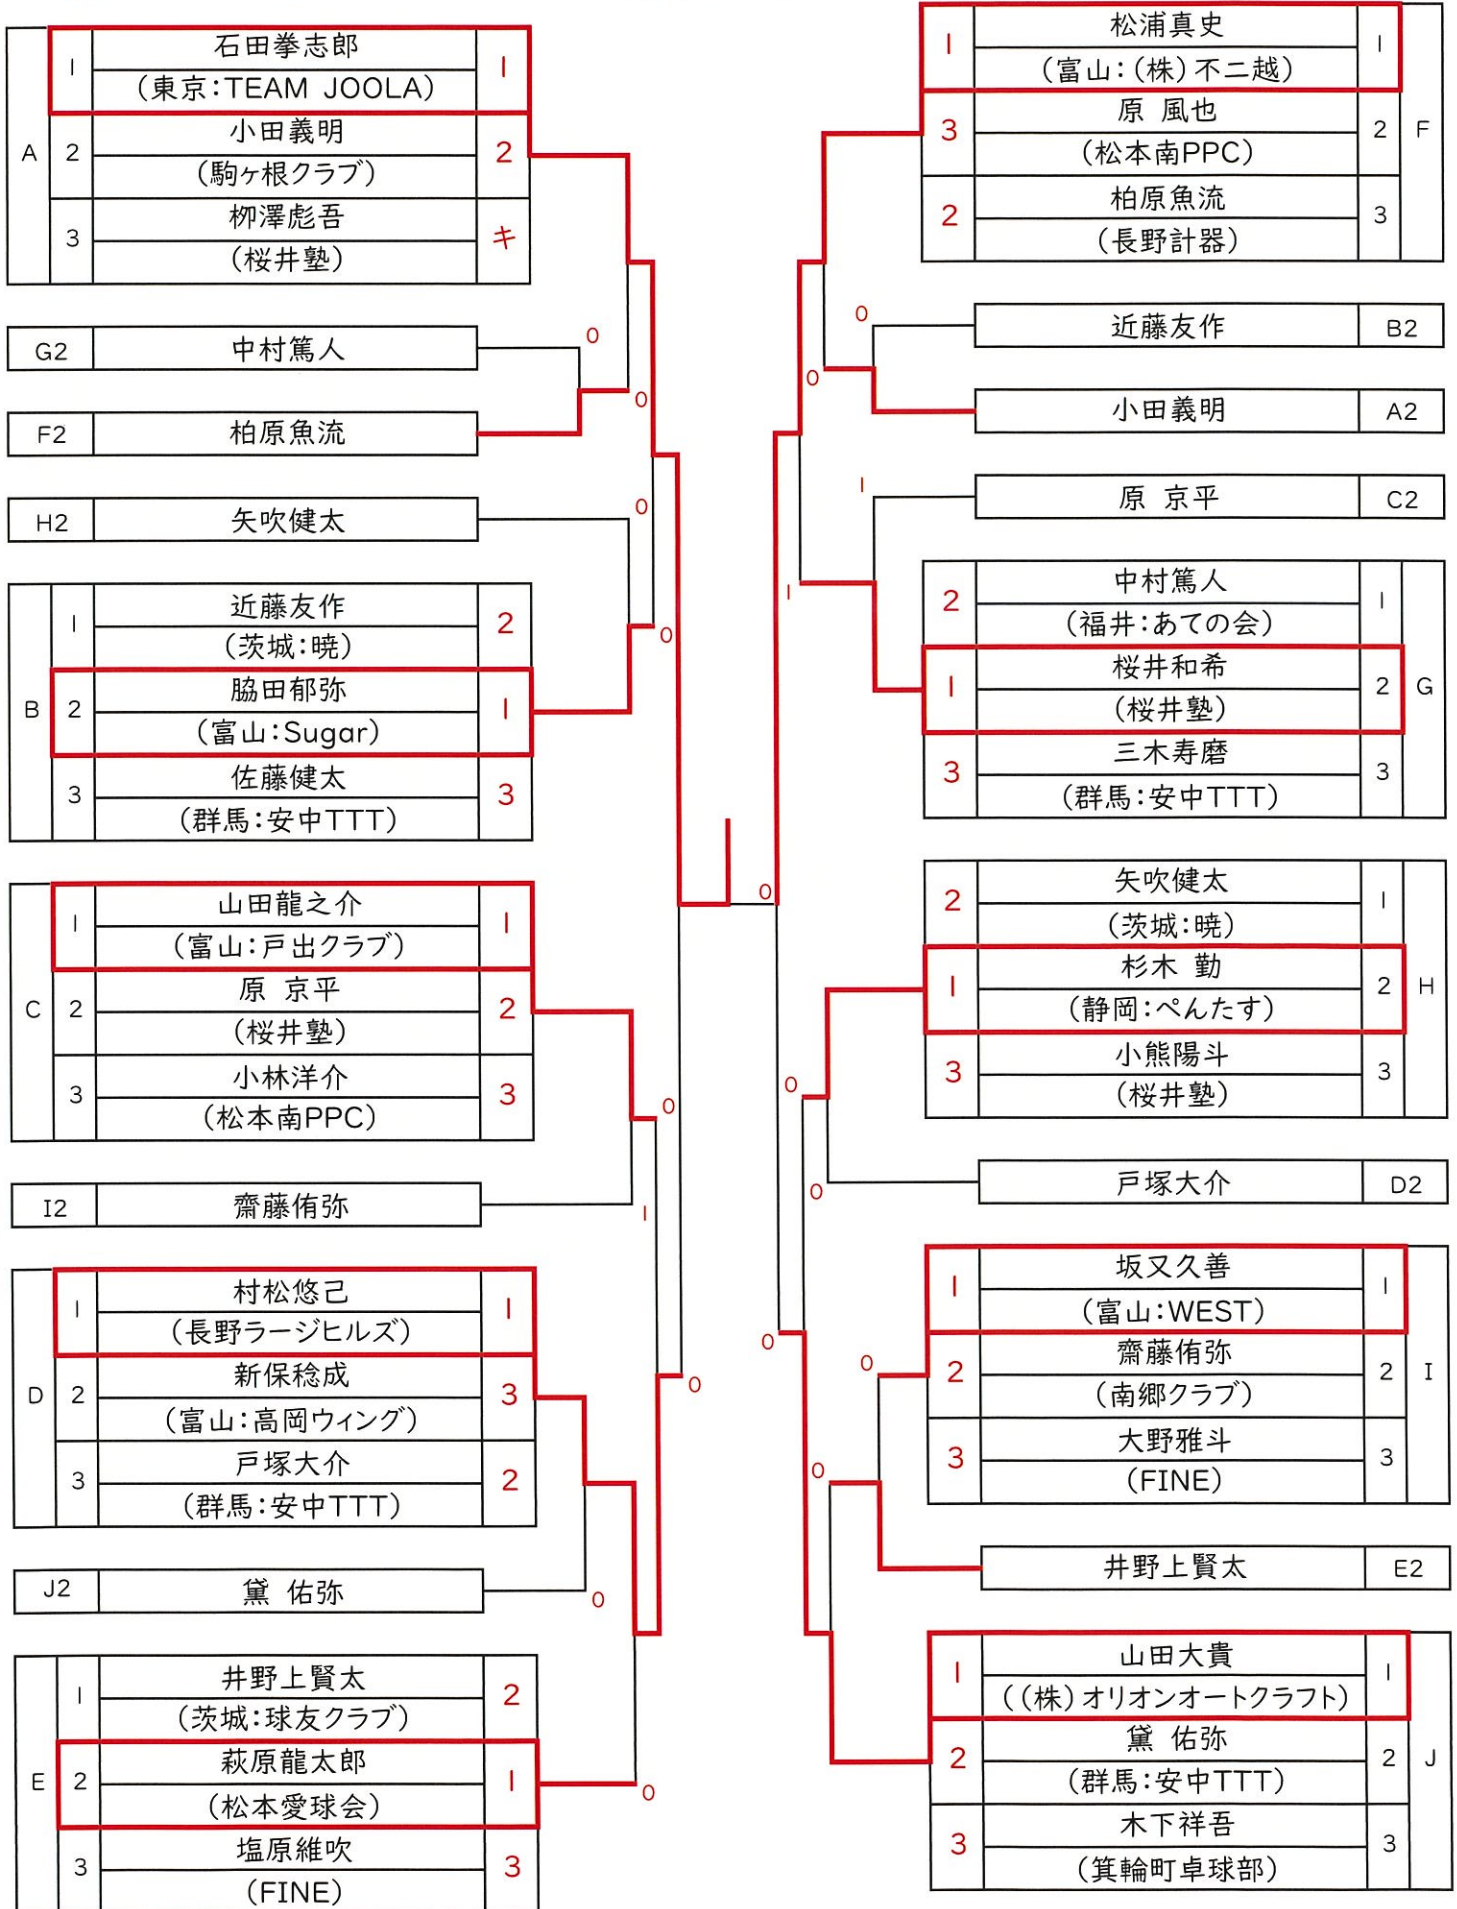 A
1
石田拳志郎
1
(東京:TEAM JOOLA)
2
小田義明
2
(駒ヶ根クラブ)
3
栁澤彪吾
キ
(桜井塾)
G2
中村篤人
0
F2
柏原魚流
0
H2
矢吹健太
0
B
1
近藤友作
2
(茨城:暁)
0
2
脇田郁弥
1
(富山:Sugar)
3
佐藤健太
3
(群馬:安中TTT)
C
1
山田龍之介
1
(富山:戸出クラブ)
2
原 京平
2
(桜井塾)
3
小林洋介
3
(松本南PPC)
0
I2
齋藤侑弥
1
D
1
村松悠己
1
(長野ラージヒルズ)
2
新保稔成
3
(富山:高岡ウィング)
0
3
戸塚大介
2
(群馬:安中TTT)
J2
黛 佑弥
0
E
1
井野上賢太
2
(茨城:球友クラブ)
2
萩原龍太郎
1
(松本愛球会)
0
3
塩原維吹
3
(FINE)
0
1
松浦真史
1
(富山:(株)不二越)
3
原 風也
2
F
(松本南PPC)
2
柏原魚流
3
(長野計器)
0
近藤友作
B2
0
小田義明
A2
1
原 京平
C2
1
2
中村篤人
1
(福井:あての会)
1
桜井和希
2
G
(桜井塾)
3
三木寿磨
3
(群馬:安中TTT)
2
矢吹健太
1
(茨城:暁)
1
杉木 勤
2
H
(静岡:ぺんたす)
3
小熊陽斗
3
(桜井塾)
0
0
戸塚大介
D2
1
坂又久善
1
(富山:WEST)
0
0
2
齋藤侑弥
2
I
(南郷クラブ)
3
大野雅斗
3
(FINE)
0
井野上賢太
E2
1
山田大貴
1
((株)オリオンオートクラフト)
2
黛 佑弥
2
J
(群馬:安中TTT)
3
木下祥吾
3
(箕輪町卓球部)